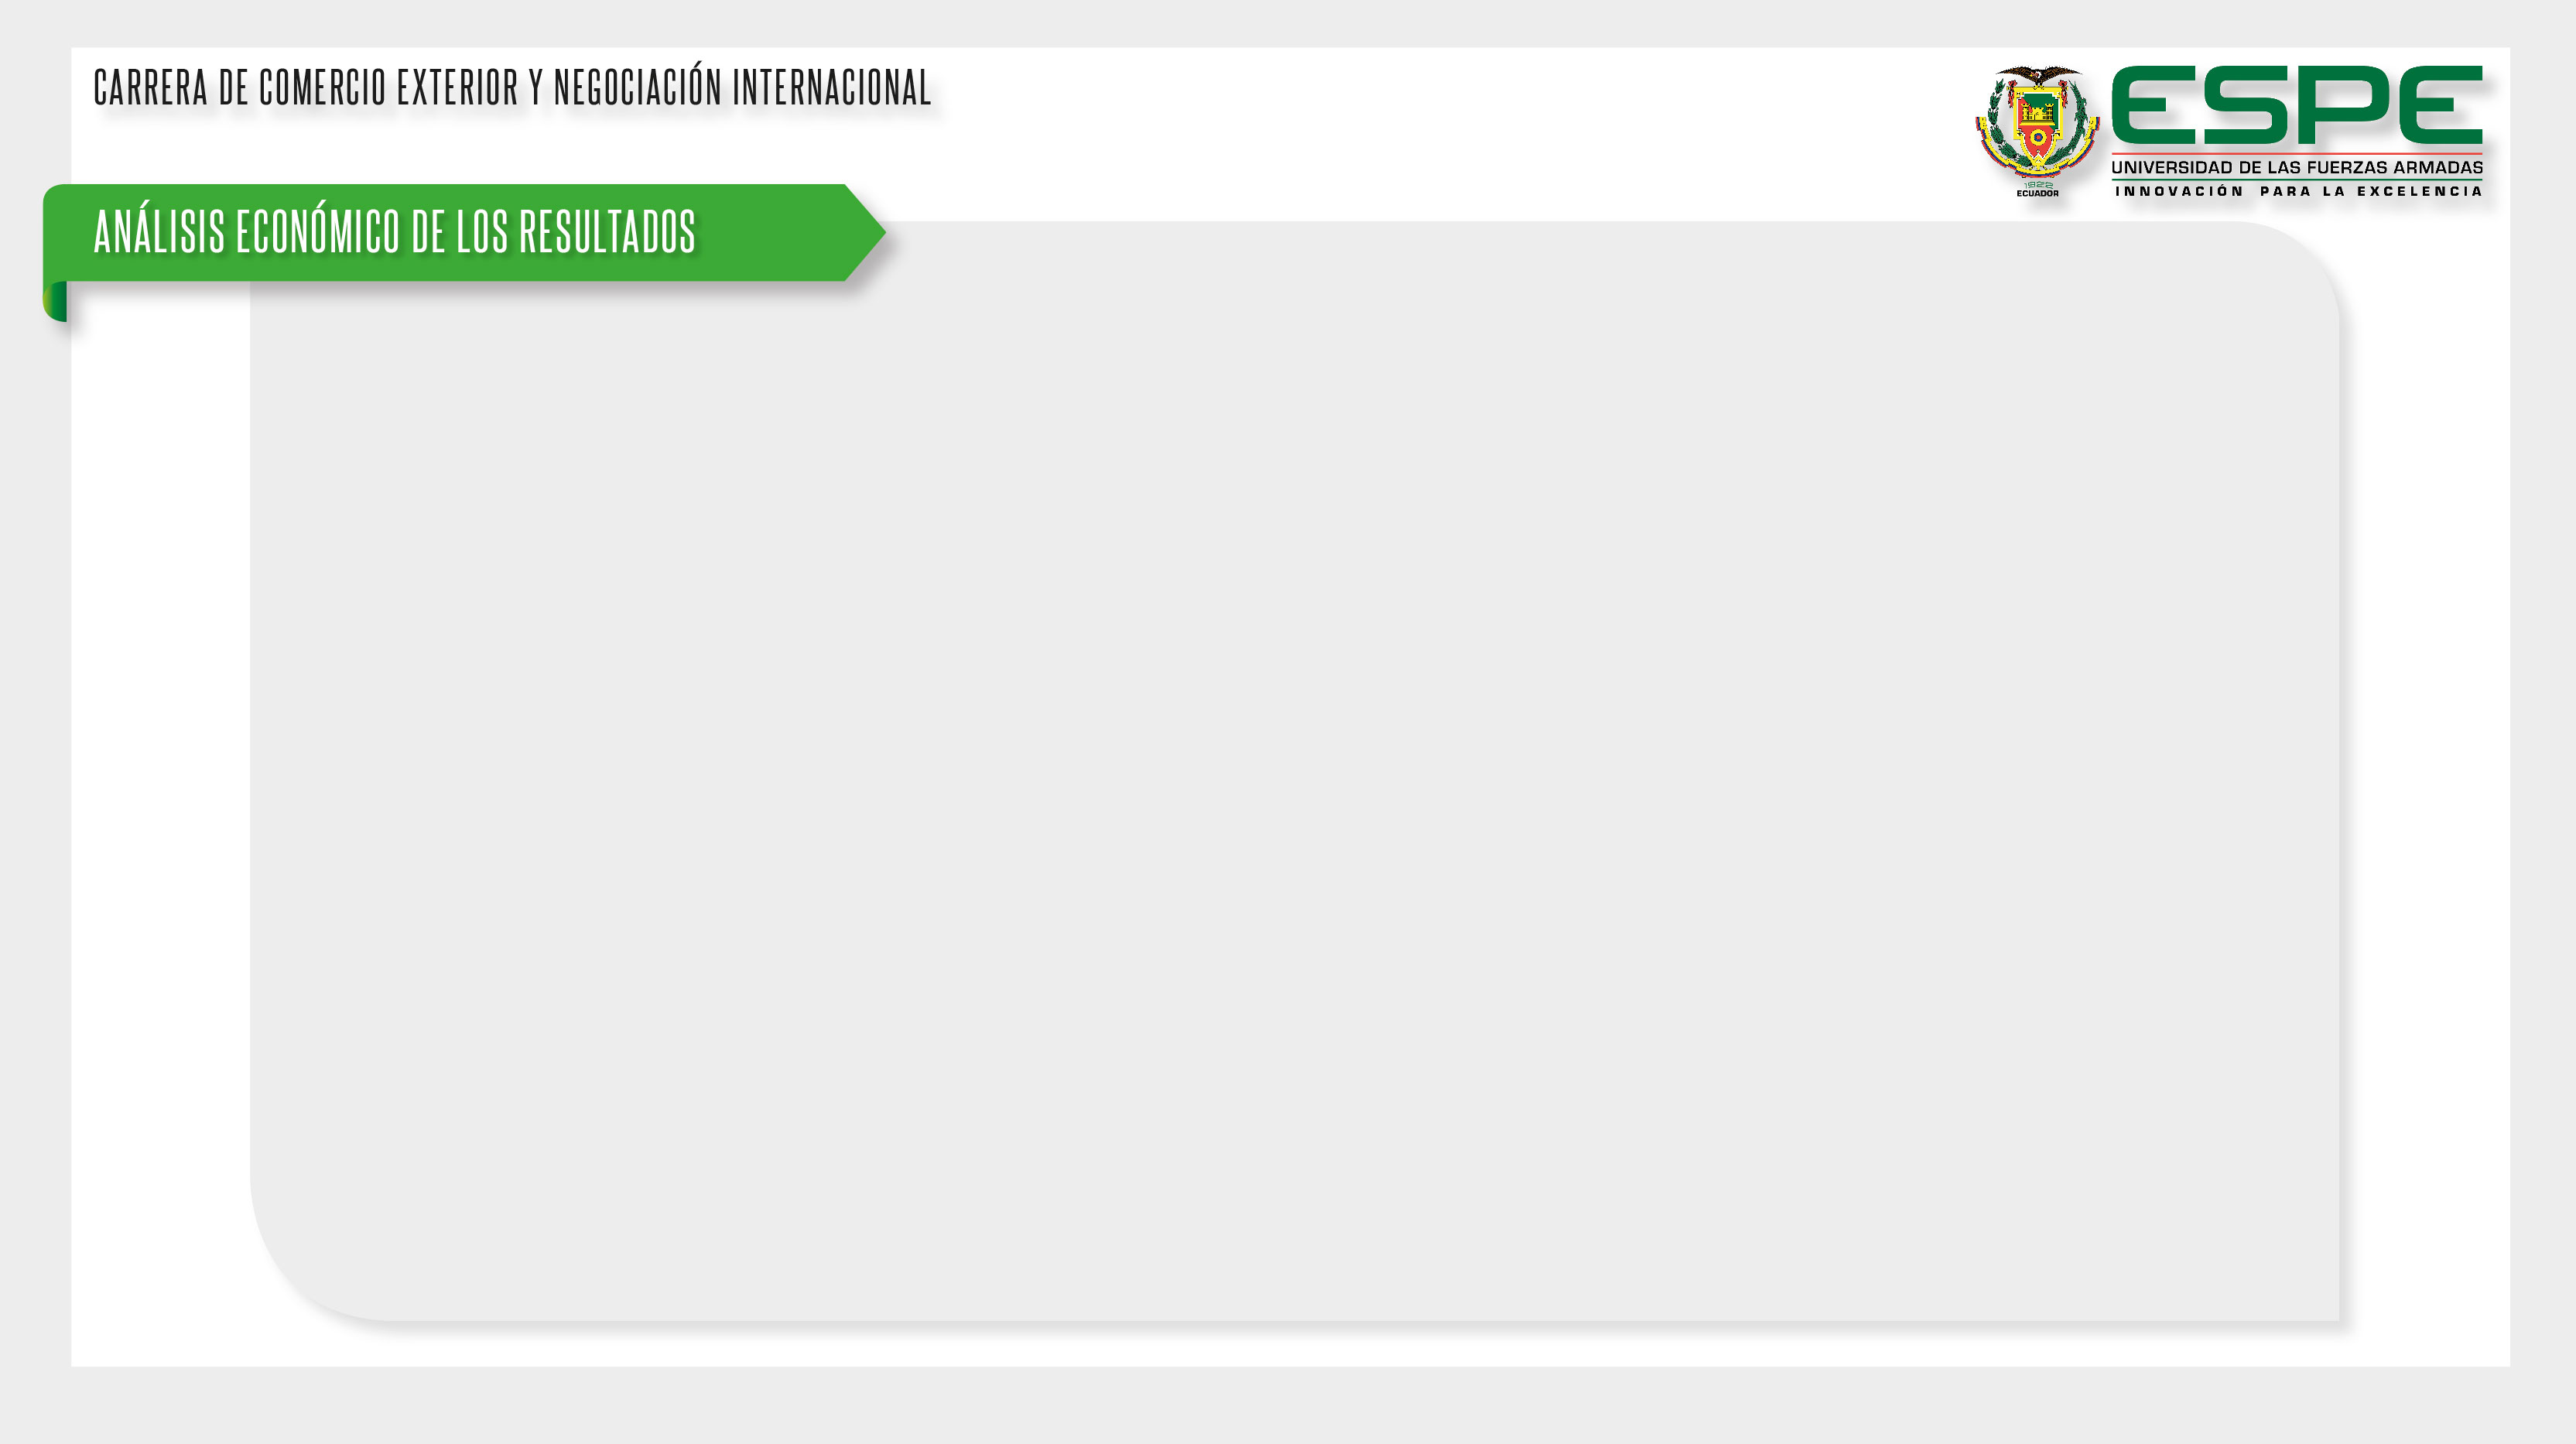 CARRERA DE COMERCIO EXTERIOR Y NEGOCIACIÓN INTERNACIONAL
ESPE
UNIVERSIDAD DE LAS FUERZAS ARMADAS
INNOVACIÓN PARA LA EXCELENCIA
1922
ECUADOR
ANÁLISIS ECONÓMICO DE LOS RESULTADOS